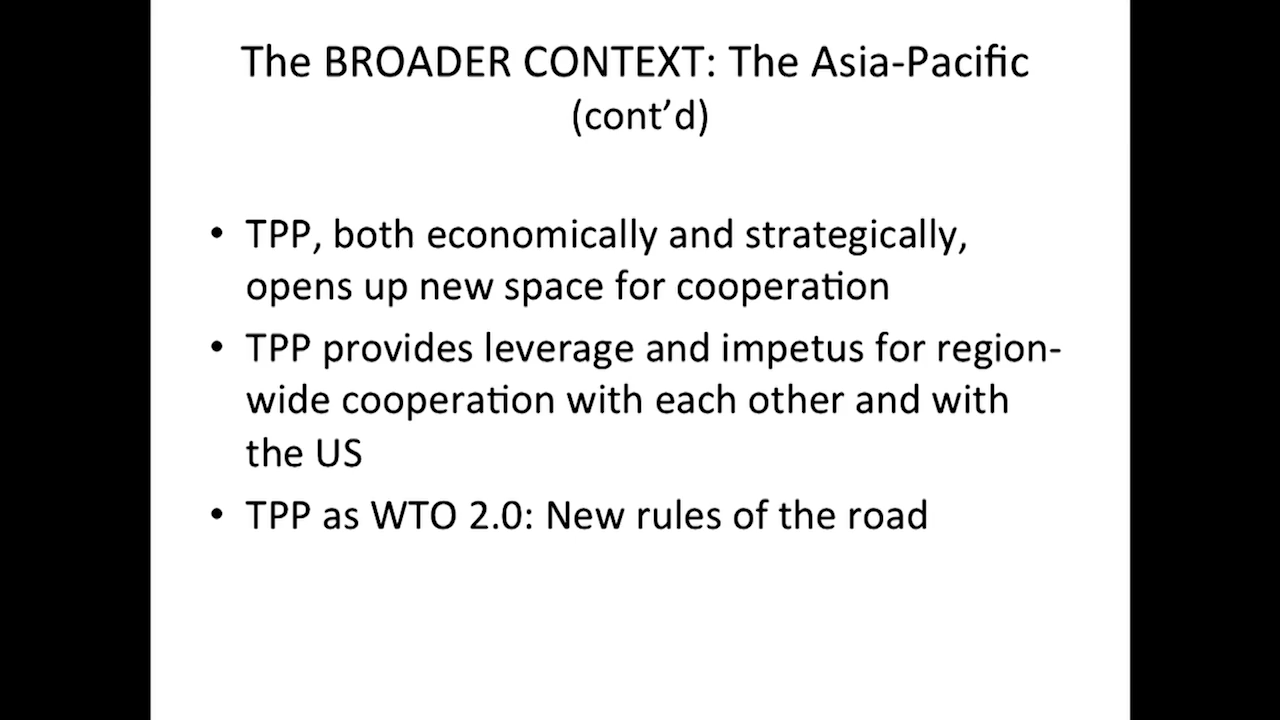 The BROADER CONTEXT: The Asia-Pacific
(cont’d)
• TPP, both economically and strategically,
opens up new space for cooperation
• TPP provides leverage and impetus for region-
wide cooperation with each other and with
the US
• TPP as WTO 2.0: New rules of the road